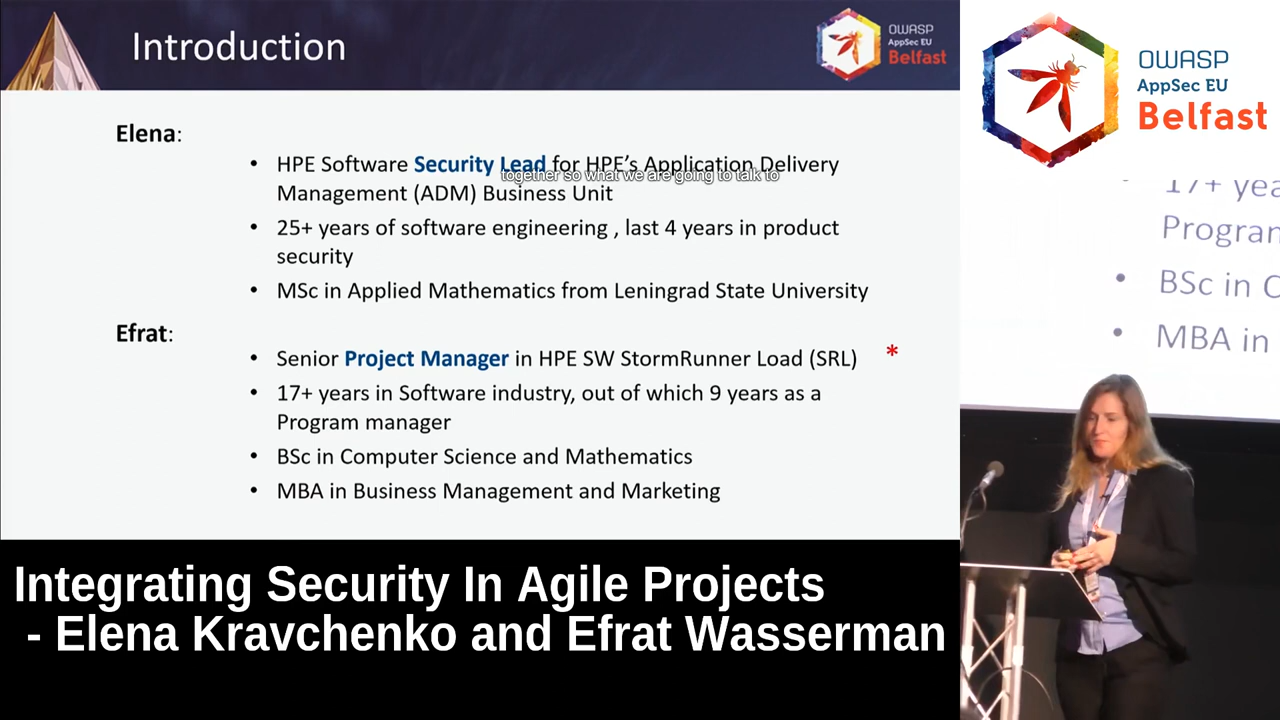 Introduction
OWASP
AppSec EU
Belfast
Elena:
• HPE Software Security Lead for HPE's Application Delivery
Management (ADM) Business Unit
together so what we are going to talk to
• 25+ years of software engineering , last 4 years in product
security
• MSc in Applied Mathematics from Leningrad State University
Efrat:
• Senior Project Manager in HPE SW StormRunner Load (SRL) *
• 17+ years in Software industry, out of which 9 years as a
Program manager
• BSc in Computer Science and Mathematics
• MBA in Business Management and Marketing
OWASP
AppSec EU
Belfast
17+ yea
Progran
• BSc in C
• MBA in
Integrating Security In Agile Projects
- Elena Kravchenko and Efrat Wasserman